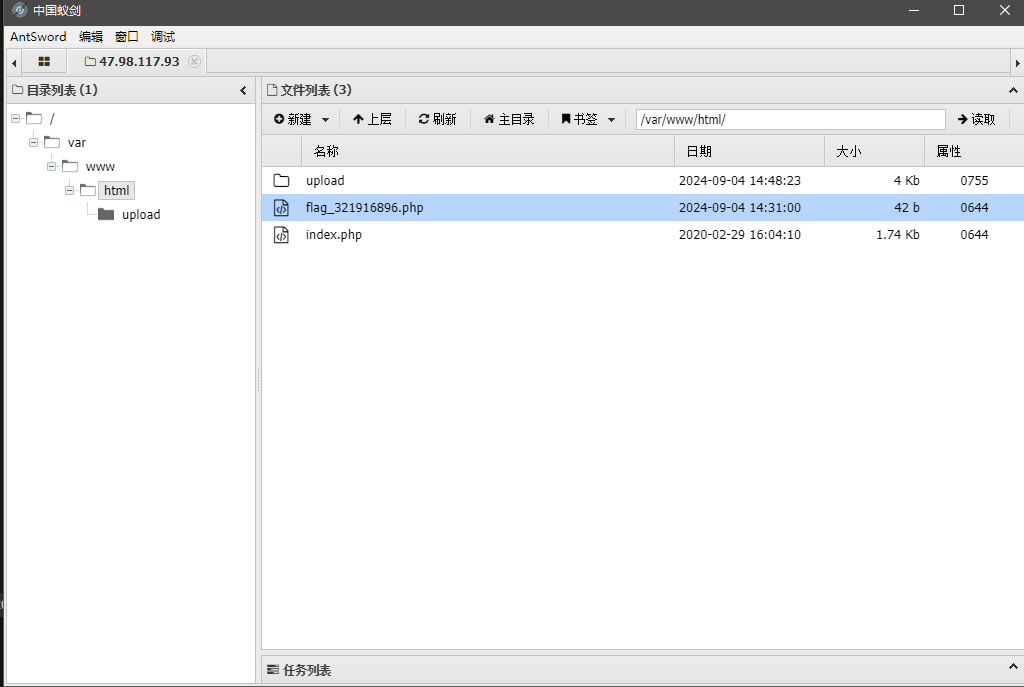 中国蚁剑
AntSword 编辑 窗口 调试
47.98.117.93
目录列表 (1)
/
var
www
html
upload
文件列表 (3)
新建 上层 刷新 主目录 书签 /var/www/html/ 读取
名称 日期 大小 属性
upload 2024-09-04 14:48:23 4 Kb 0755
flag_321916896.php 2024-09-04 14:31:00 42 b 0644
index.php 2020-02-29 16:04:10 1.74 Kb 0644
任务列表